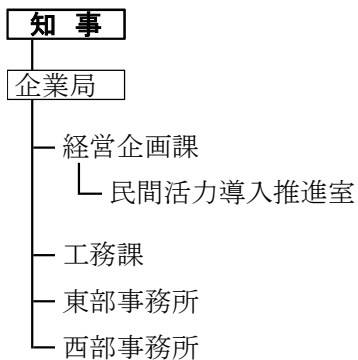 知 事
企業局
経営企画課
民間活力導入推進室
工務課
東部事務所
西部事務所